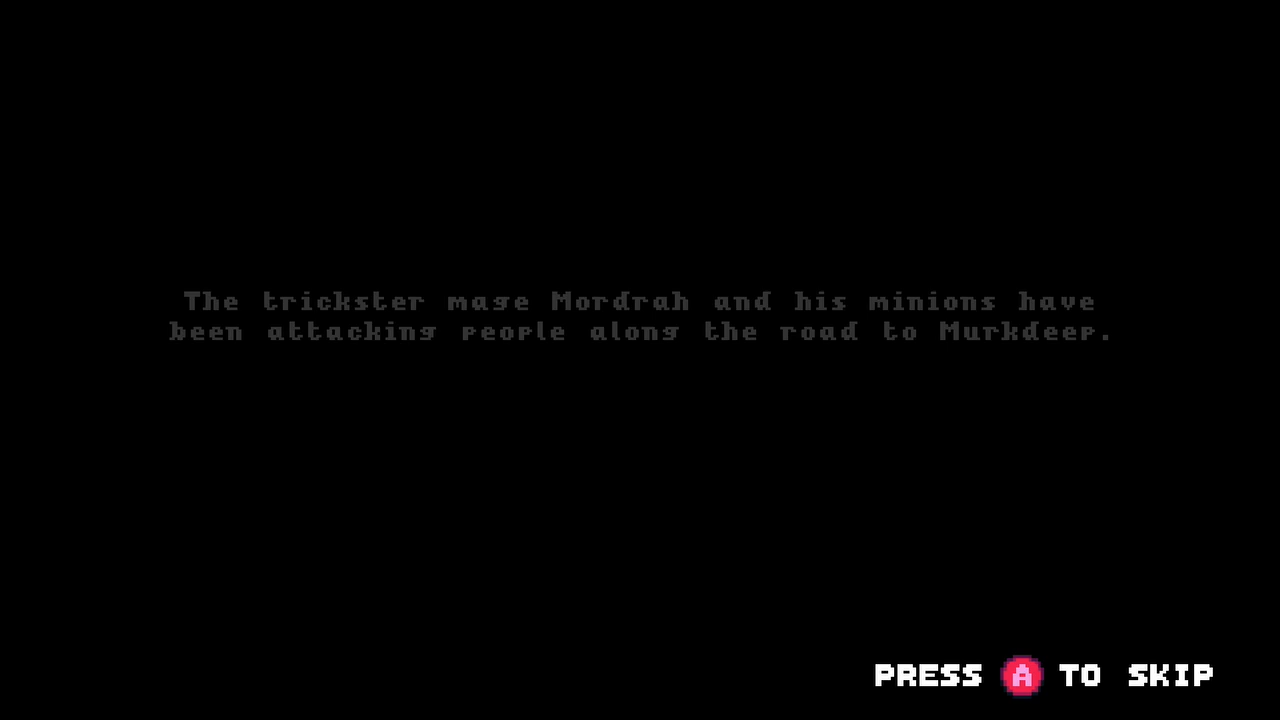 The trickster mage Mordrah and his minions have
been attacking people along the road to Murkdeep.
PRESS A TO SKIP